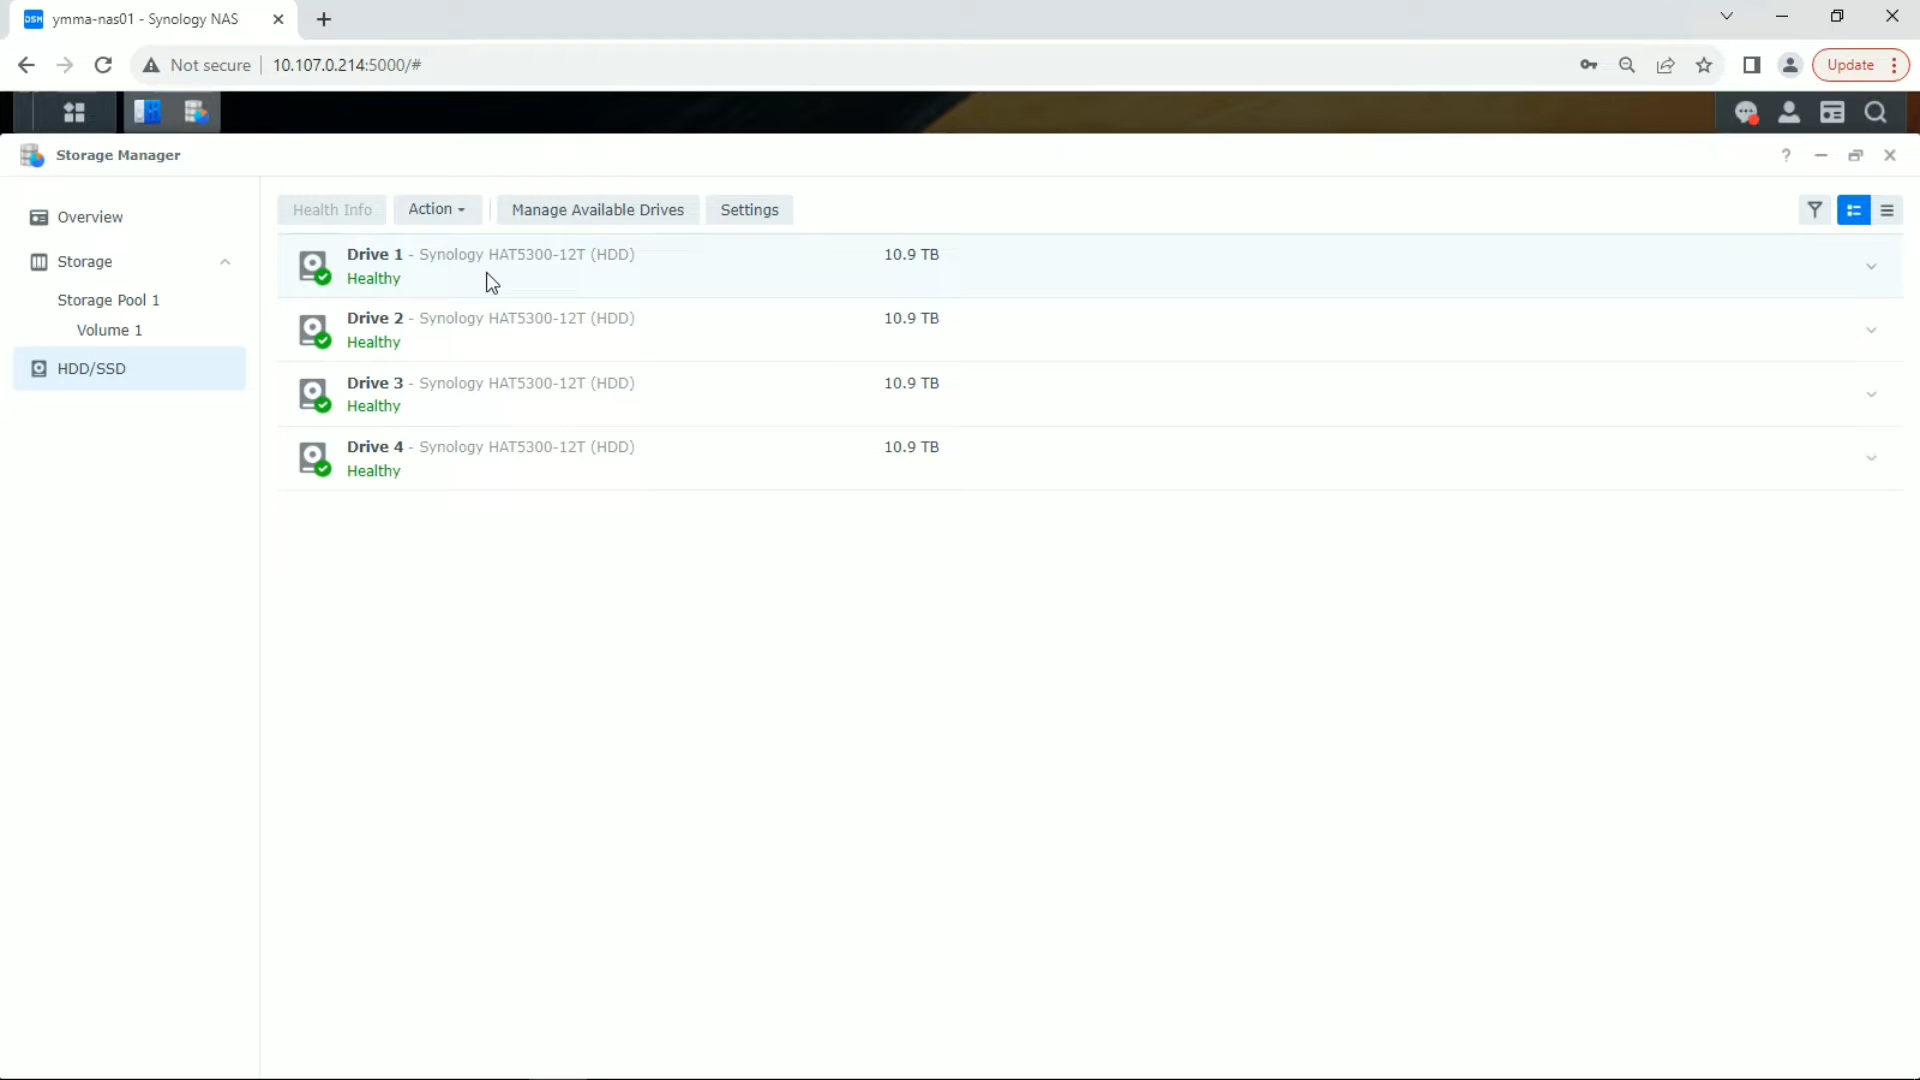 DSM ymma-nas01 - Synology NAS
Not secure 10.107.0.214:5000/#
Update
Storage Manager
?
Overview
Storage
Storage Pool 1
Volume 1
HDD/SSD
Health Info Action Manage Available Drives Settings
Drive 1 - Synology HAT5300-12T (HDD) 10.9 TB
Healthy
Drive 2 - Synology HAT5300-12T (HDD) 10.9 TB
Healthy
Drive 3 - Synology HAT5300-12T (HDD) 10.9 TB
Healthy
Drive 4 - Synology HAT5300-12T (HDD) 10.9 TB
Healthy